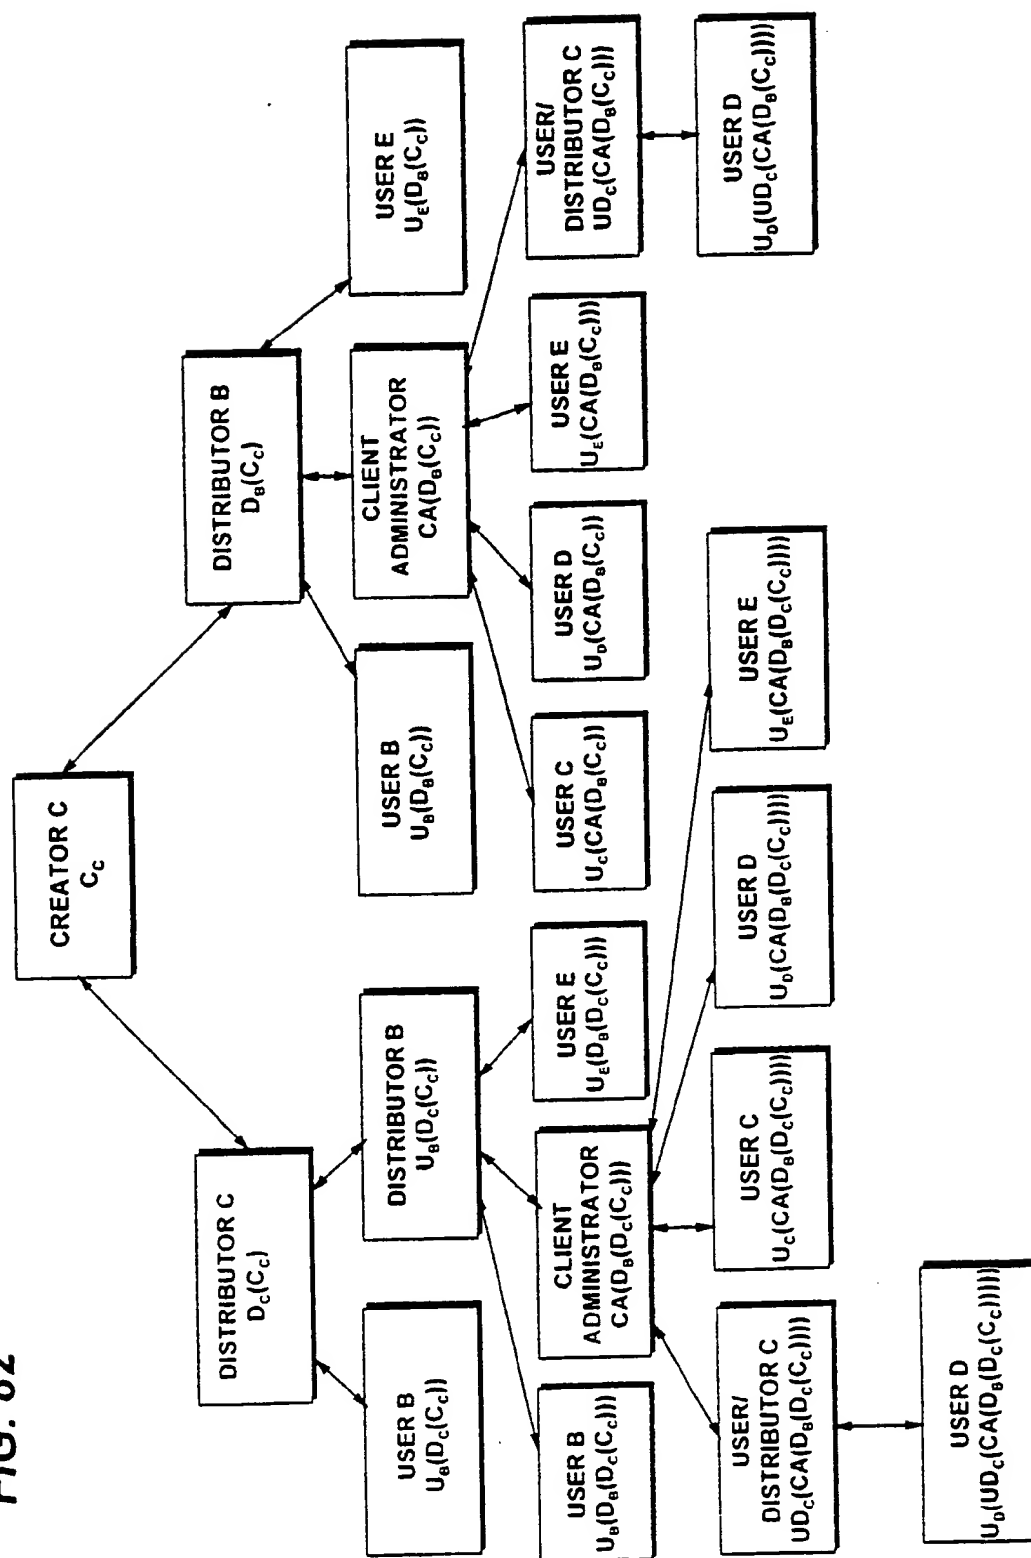 FIG. 82
CREATOR C
C_C
DISTRIBUTOR C
D_C(C_C)
DISTRIBUTOR B
D_B(C_C)
USER B
U_B(D_C(C_C))
DISTRIBUTOR B
U_B(D_C(C_C))
USER B
U_B(D_B(C_C))
CLIENT
ADMINISTRATOR
CA(D_B(C_C))
USER E
U_E(D_B(C_C))
USER B
U_B(D_B(D_C(C_C)))
CLIENT
ADMINISTRATOR
CA(D_B(D_C(C_C)))
USER E
U_E(D_B(D_C(C_C)))
USER C
U_C(CA(D_B(C_C)))
USER D
U_D(CA(D_B(C_C)))
USER E
U_E(CA(D_B(C_C)))
USER/
DISTRIBUTOR C
UD_C(CA(D_B(C_C)))
USER/
DISTRIBUTOR C
UD_C(CA(D_B(D_C(C_C))))
USER C
U_C(CA(D_B(D_C(C_C))))
USER D
U_D(CA(D_B(D_C(C_C))))
USER E
U_E(CA(D_B(D_C(C_C))))
USER D
U_D(UD_C(CA(D_B(C_C))))
USER D
U_D(UD_C(CA(D_B(D_C(C_C)))))